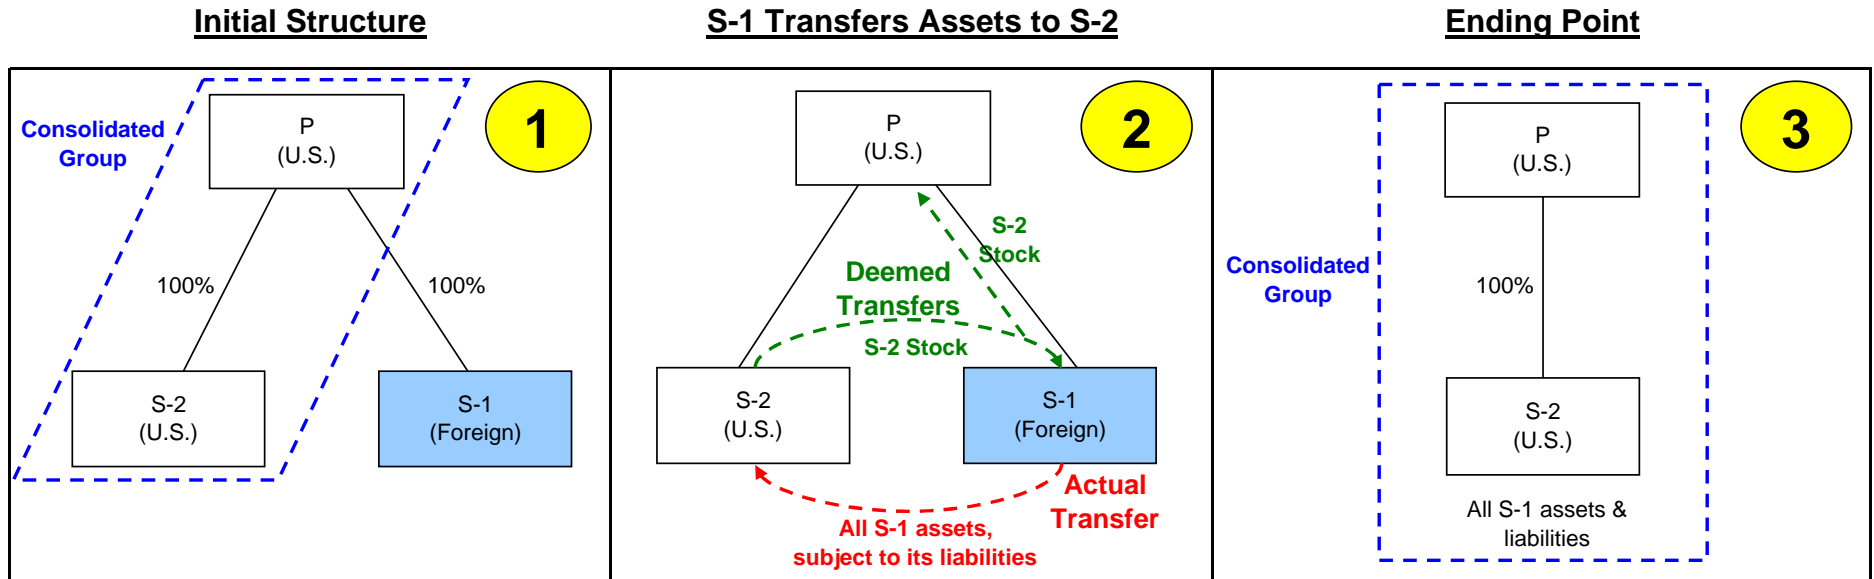 Initial Structure
S-1 Transfers Assets to S-2
Ending Point
Consolidated
Group
P
(U.S.)
1
100%
100%
S-2
(U.S.)
S-1
(Foreign)
P
(U.S.)
2
S-2
Stock
Deemed
Transfers
S-2 Stock
S-2
(U.S.)
S-1
(Foreign)
Actual
Transfer
All S-1 assets,
subject to its liabilities
P
(U.S.)
3
Consolidated
Group
100%
S-2
(U.S.)
All S-1 assets &
liabilities